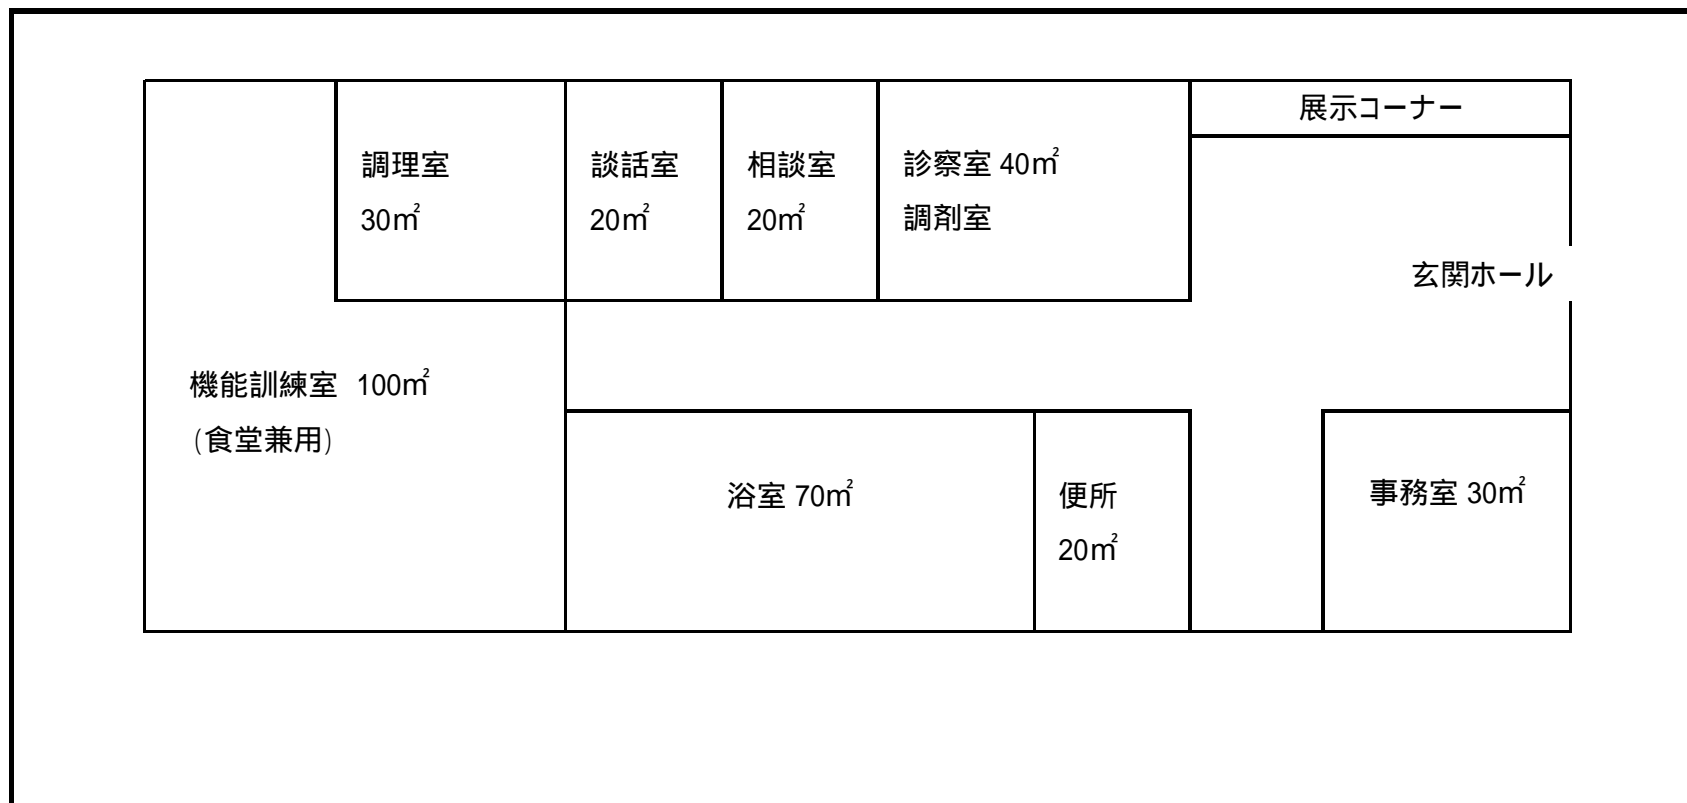 展示コーナー
調理室
30㎡
談話室
20㎡
相談室
20㎡
診察室 40㎡
調剤室
玄関ホール
機能訓練室 100㎡
(食堂兼用)
浴室 70㎡
便所
20㎡
事務室 30㎡